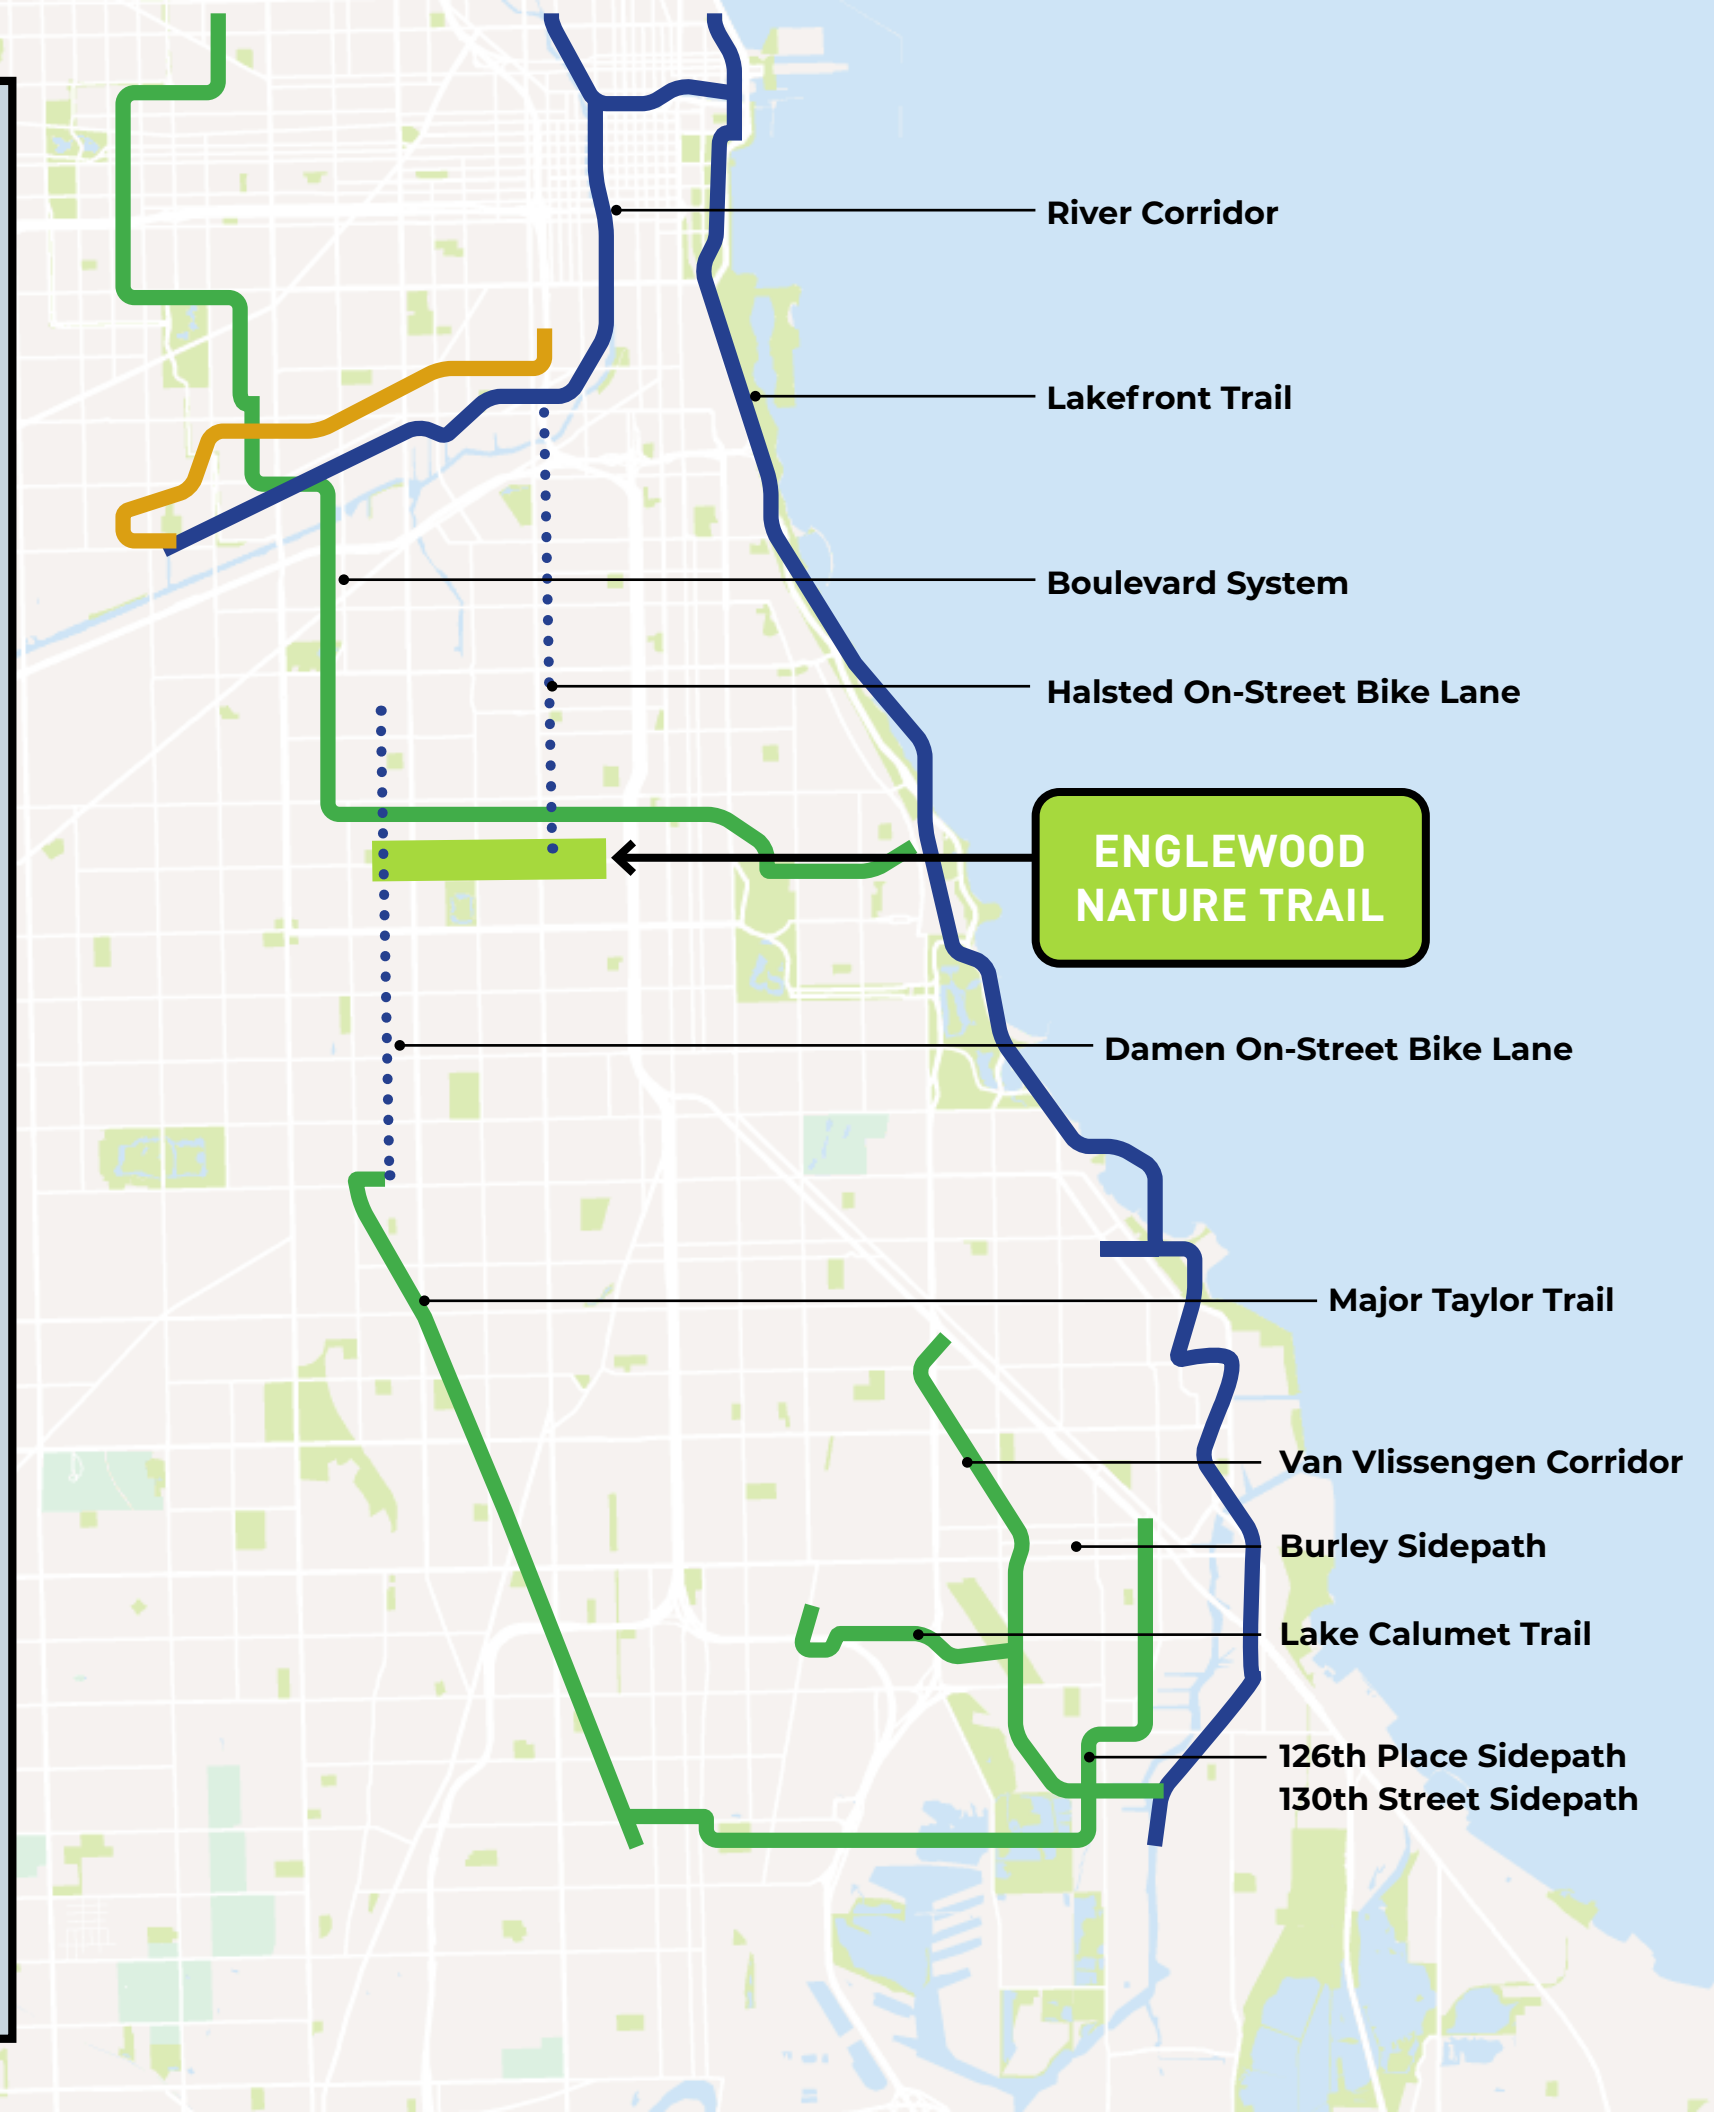 River Corridor
Lakefront Trail
Boulevard System
Halsted On-Street Bike Lane
ENGLEWOOD
NATURE TRAIL
Damen On-Street Bike Lane
Major Taylor Trail
Van Vlissengen Corridor
Burley Sidepath
Lake Calumet Trail
126th Place Sidepath
130th Street Sidepath